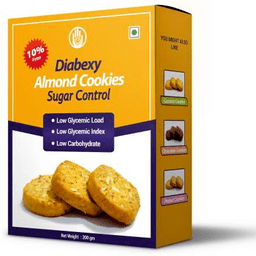 10%
Diabexy
Almond Cookies
Sugar Control
• Low Glycemic Load
• Low Glycemic Index
• Low Carbohydrate
Net Weight : 200 gm
YOU MIGHT ALSO
LIKE